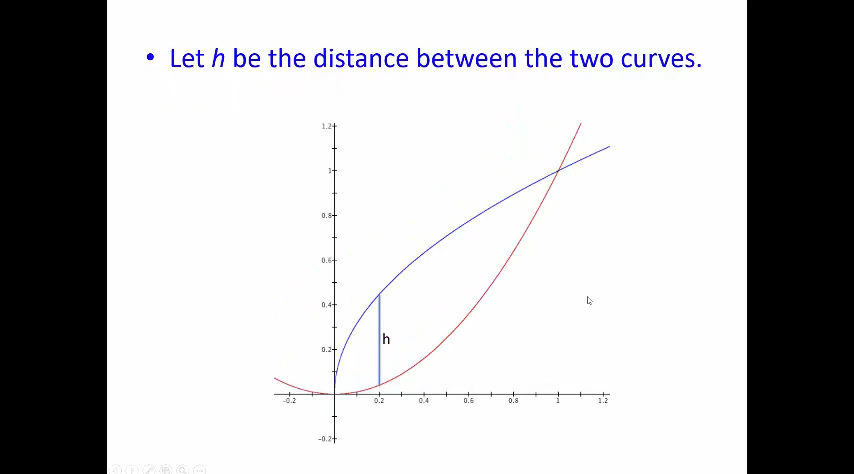 • Let h be the distance between the two curves.
1.2
1
0.8
0.6
0.4
h
0.2
-0.2 0.2 0.4 0.6 0.8 1 1.2
-0.2